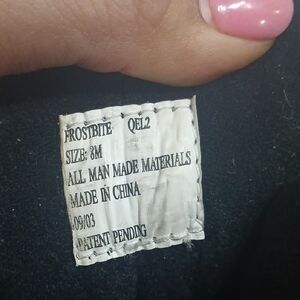 FROSTBITE QEL2
SIZE: 8M
ALL MAN MADE MATERIALS
MADE IN CHINA
09/03
PATENT PENDING